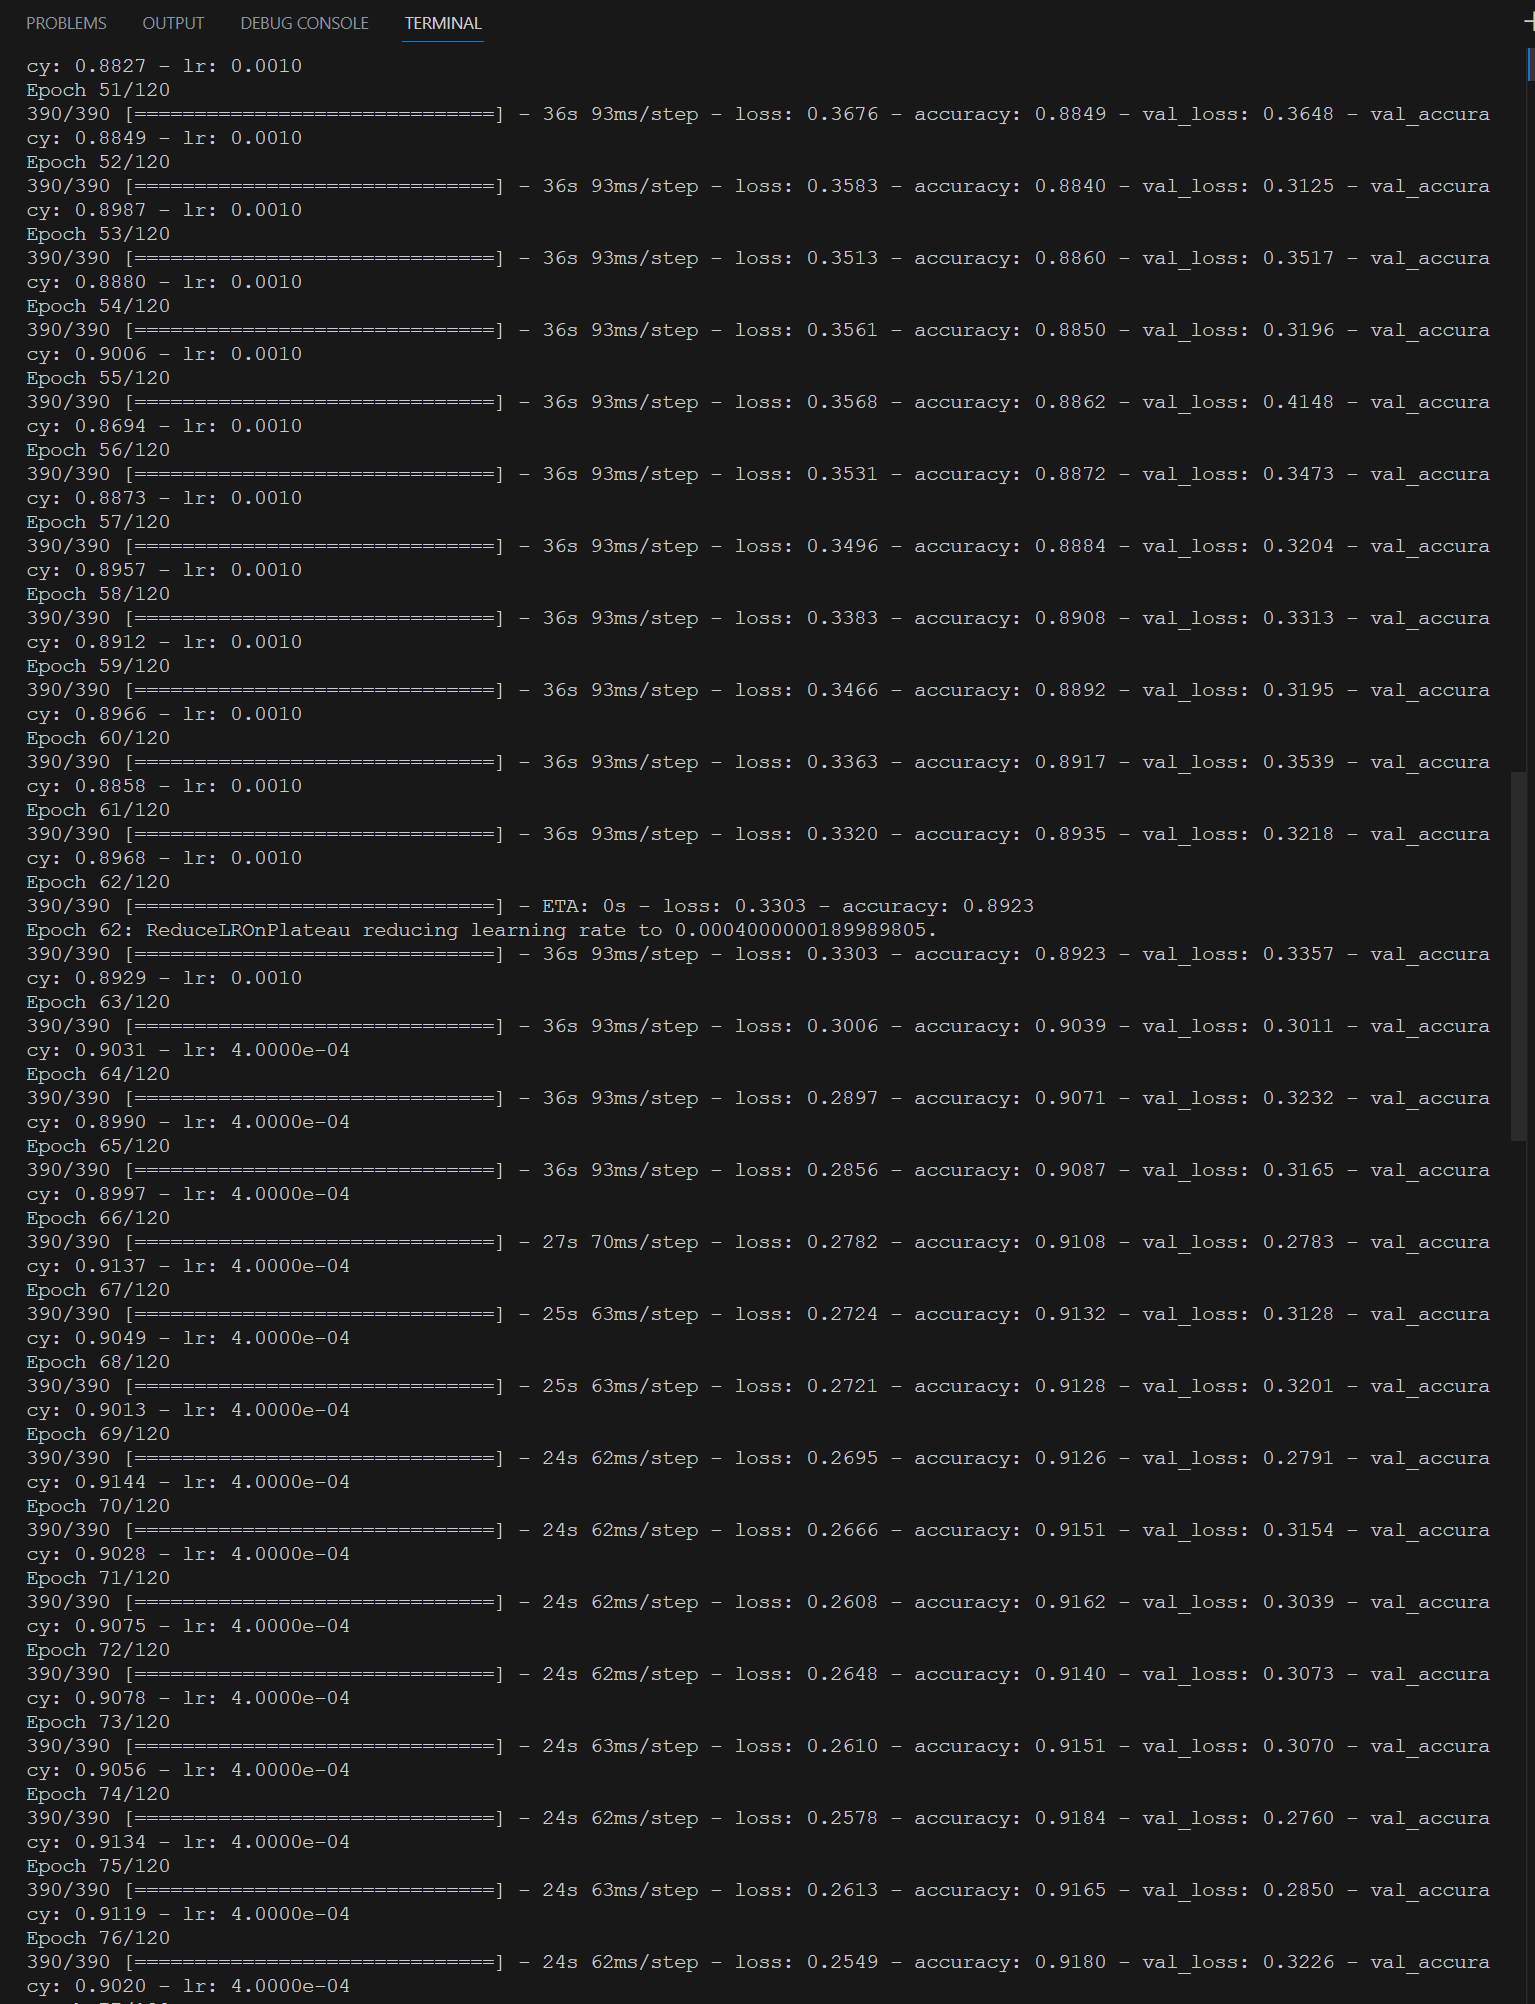 PROBLEMS OUTPUT DEBUG CONSOLE TERMINAL
cy: 0.8827 - lr: 0.0010
Epoch 51/120
390/390 [==============================] - 36s 93ms/step - loss: 0.3676 - accuracy: 0.8849 - val_loss: 0.3648 - val_accura
cy: 0.8849 - lr: 0.0010
Epoch 52/120
390/390 [==============================] - 36s 93ms/step - loss: 0.3583 - accuracy: 0.8840 - val_loss: 0.3125 - val_accura
cy: 0.8987 - lr: 0.0010
Epoch 53/120
390/390 [==============================] - 36s 93ms/step - loss: 0.3513 - accuracy: 0.8860 - val_loss: 0.3517 - val_accura
cy: 0.8880 - lr: 0.0010
Epoch 54/120
390/390 [==============================] - 36s 93ms/step - loss: 0.3561 - accuracy: 0.8850 - val_loss: 0.3196 - val_accura
cy: 0.9006 - lr: 0.0010
Epoch 55/120
390/390 [==============================] - 36s 93ms/step - loss: 0.3568 - accuracy: 0.8862 - val_loss: 0.4148 - val_accura
cy: 0.8694 - lr: 0.0010
Epoch 56/120
390/390 [==============================] - 36s 93ms/step - loss: 0.3531 - accuracy: 0.8872 - val_loss: 0.3473 - val_accura
cy: 0.8873 - lr: 0.0010
Epoch 57/120
390/390 [==============================] - 36s 93ms/step - loss: 0.3496 - accuracy: 0.8884 - val_loss: 0.3204 - val_accura
cy: 0.8957 - lr: 0.0010
Epoch 58/120
390/390 [==============================] - 36s 93ms/step - loss: 0.3383 - accuracy: 0.8908 - val_loss: 0.3313 - val_accura
cy: 0.8912 - lr: 0.0010
Epoch 59/120
390/390 [==============================] - 36s 93ms/step - loss: 0.3466 - accuracy: 0.8892 - val_loss: 0.3195 - val_accura
cy: 0.8966 - lr: 0.0010
Epoch 60/120
390/390 [==============================] - 36s 93ms/step - loss: 0.3363 - accuracy: 0.8917 - val_loss: 0.3539 - val_accura
cy: 0.8858 - lr: 0.0010
Epoch 61/120
390/390 [==============================] - 36s 93ms/step - loss: 0.3320 - accuracy: 0.8935 - val_loss: 0.3218 - val_accura
cy: 0.8968 - lr: 0.0010
Epoch 62/120
390/390 [==============================] - ETA: 0s - loss: 0.3303 - accuracy: 0.8923
Epoch 62: ReduceLROnPlateau reducing learning rate to 0.0004000000189989805.
390/390 [==============================] - 36s 93ms/step - loss: 0.3303 - accuracy: 0.8923 - val_loss: 0.3357 - val_accura
cy: 0.8929 - lr: 0.0010
Epoch 63/120
390/390 [==============================] - 36s 93ms/step - loss: 0.3006 - accuracy: 0.9039 - val_loss: 0.3011 - val_accura
cy: 0.9031 - lr: 4.0000e-04
Epoch 64/120
390/390 [==============================] - 36s 93ms/step - loss: 0.2897 - accuracy: 0.9071 - val_loss: 0.3232 - val_accura
cy: 0.8990 - lr: 4.0000e-04
Epoch 65/120
390/390 [==============================] - 36s 93ms/step - loss: 0.2856 - accuracy: 0.9087 - val_loss: 0.3165 - val_accura
cy: 0.8997 - lr: 4.0000e-04
Epoch 66/120
390/390 [==============================] - 27s 70ms/step - loss: 0.2782 - accuracy: 0.9108 - val_loss: 0.2783 - val_accura
cy: 0.9137 - lr: 4.0000e-04
Epoch 67/120
390/390 [==============================] - 25s 63ms/step - loss: 0.2724 - accuracy: 0.9132 - val_loss: 0.3128 - val_accura
cy: 0.9049 - lr: 4.0000e-04
Epoch 68/120
390/390 [==============================] - 25s 63ms/step - loss: 0.2721 - accuracy: 0.9128 - val_loss: 0.3201 - val_accura
cy: 0.9013 - lr: 4.0000e-04
Epoch 69/120
390/390 [==============================] - 24s 62ms/step - loss: 0.2695 - accuracy: 0.9126 - val_loss: 0.2791 - val_accura
cy: 0.9144 - lr: 4.0000e-04
Epoch 70/120
390/390 [==============================] - 24s 62ms/step - loss: 0.2666 - accuracy: 0.9151 - val_loss: 0.3154 - val_accura
cy: 0.9028 - lr: 4.0000e-04
Epoch 71/120
390/390 [==============================] - 24s 62ms/step - loss: 0.2608 - accuracy: 0.9162 - val_loss: 0.3039 - val_accura
cy: 0.9075 - lr: 4.0000e-04
Epoch 72/120
390/390 [==============================] - 24s 62ms/step - loss: 0.2648 - accuracy: 0.9140 - val_loss: 0.3073 - val_accura
cy: 0.9078 - lr: 4.0000e-04
Epoch 73/120
390/390 [==============================] - 24s 63ms/step - loss: 0.2610 - accuracy: 0.9151 - val_loss: 0.3070 - val_accura
cy: 0.9056 - lr: 4.0000e-04
Epoch 74/120
390/390 [==============================] - 24s 62ms/step - loss: 0.2578 - accuracy: 0.9184 - val_loss: 0.2760 - val_accura
cy: 0.9134 - lr: 4.0000e-04
Epoch 75/120
390/390 [==============================] - 24s 63ms/step - loss: 0.2613 - accuracy: 0.9165 - val_loss: 0.2850 - val_accura
cy: 0.9119 - lr: 4.0000e-04
Epoch 76/120
390/390 [==============================] - 24s 62ms/step - loss: 0.2549 - accuracy: 0.9180 - val_loss: 0.3226 - val_accura
cy: 0.9020 - lr: 4.0000e-04